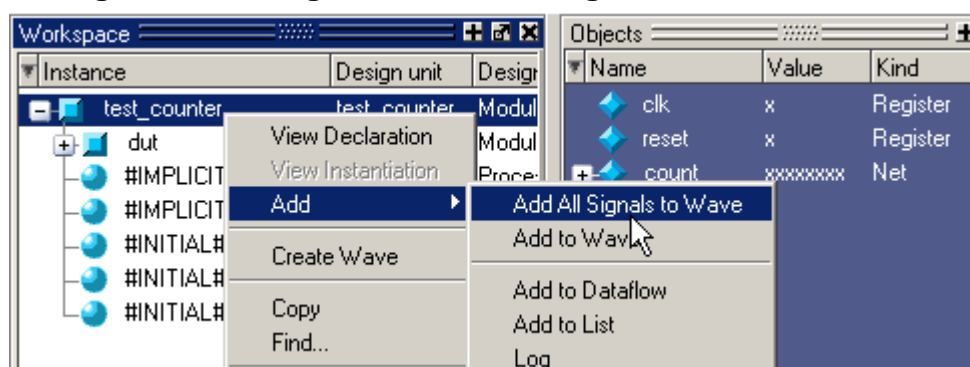 Workspace
Instance Design unit Desigr
test_counter test_counter Modul
dut Modul
#IMPLICIT Proce:
#IMPLICIT
#INITIAL#
#INITIAL#
#INITIAL#
View Declaration
View Instantiation
Add
Create Wave
Copy
Find...
Add All Signals to Wave
Add to Wave
Add to Dataflow
Add to List
Log
Objects
Name Value Kind
clk x Register
reset x Register
count xxxxxxxx Net